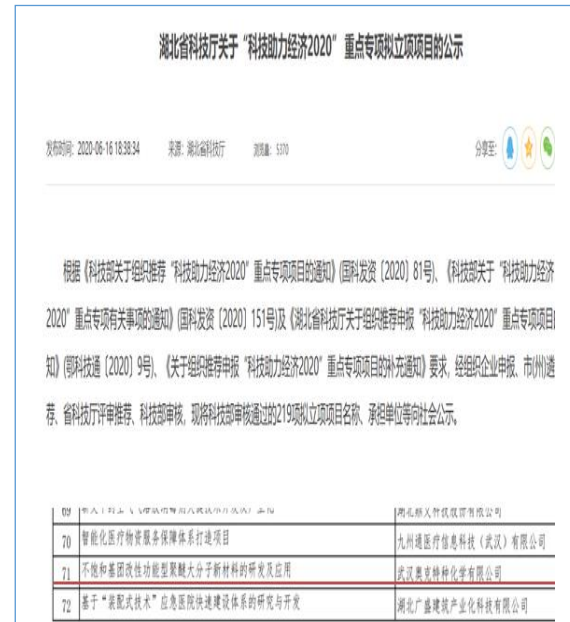 湖北省科技厅关于“科技助力经济2020”重点专项拟立项项目的公示
发布时间: 2020-06-16 18:38:34 来源: 湖北省科技厅 浏览量: 5370 分享至:
根据《科技部关于组织推荐“科技助力经济2020”重点专项项目的通知》(国科发资〔2020〕81号)、《科技部关于“科技助力经济
2020”重点专项有关事项的通知》(国科发资〔2020〕151号)及《湖北省科技厅关于组织推荐申报“科技助力经济2020”重点专项项目
知》(鄂科技通〔2020〕9号)、《关于组织推荐申报“科技助力经济2020”重点专项项目的补充通知》要求, 经组织企业申报、市(州)遴
荐、省科技厅评审推荐、科技部审核, 现将科技部审核通过的219项拟立项项目名称、承担单位等向社会公示。
69
70 智能化医疗物资服务保障体系打造项目 九州通医疗信息科技（武汉）有限公司
71 不饱和基团改性功能型聚醚大分子新材料的研发及应用 武汉奥克特种化学有限公司
72 基于“装配式技术”应急医院快速建设体系的研究与开发 湖北广盛建筑产业化科技有限公司